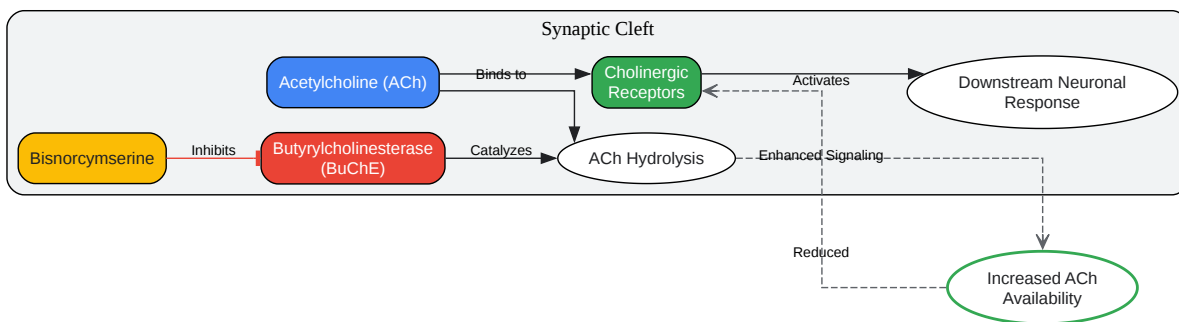 Synaptic Cleft
Acetylcholine (ACh)
Binds to
Cholinergic
Receptors
Activates
Downstream Neuronal
Response
Bisnorcymserine
Inhibits
Butyrylcholinesterase
(BuChE)
Catalyzes
ACh Hydrolysis
Enhanced Signaling
Reduced
Increased ACh
Availability